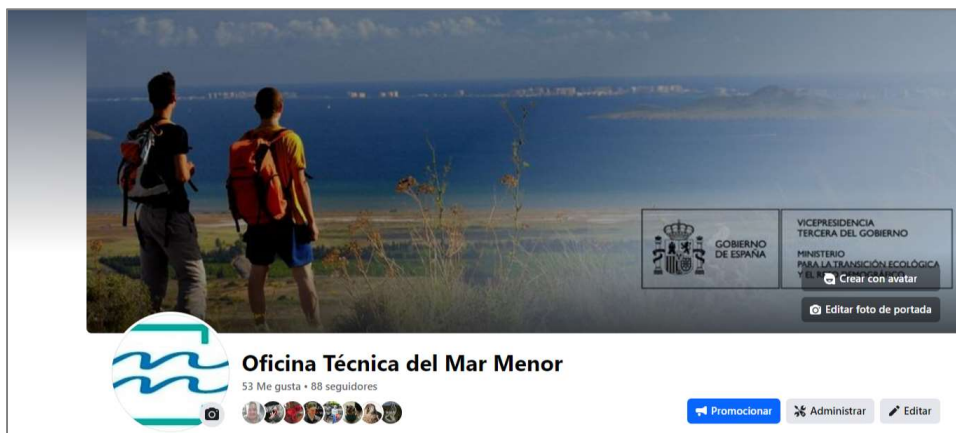 GOBIERNO
DE ESPAÑA
VICEPRESIDENCIA
TERCERA DEL GOBIERNO
MINISTERIO
PARA LA TRANSICIÓN ECOLÓGICA
Y EL
Crear con avatar
Editar foto de portada
Oficina Técnica del Mar Menor
53 Me gusta • 88 seguidores
Promocionar
Administrar
Editar